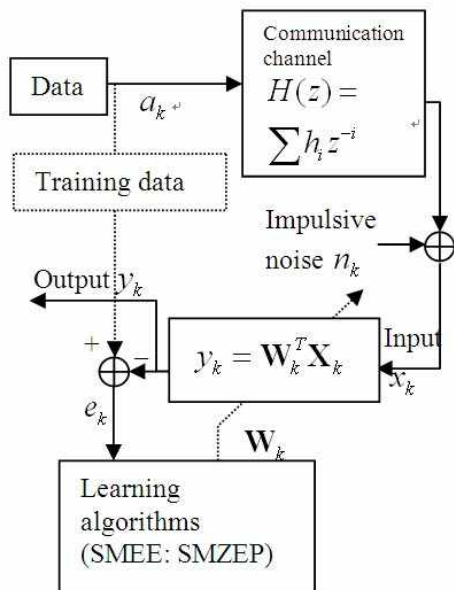 Communication
channel
H(z) =
∑ h_i z^{-i}
Data
a_k
Training data
Impulsive
noise n_k
Output y_k
+
−
y_k = W_k^T X_k
Input
x_k
e_k
W_k
Learning
algorithms
(SMEE: SMZEP)